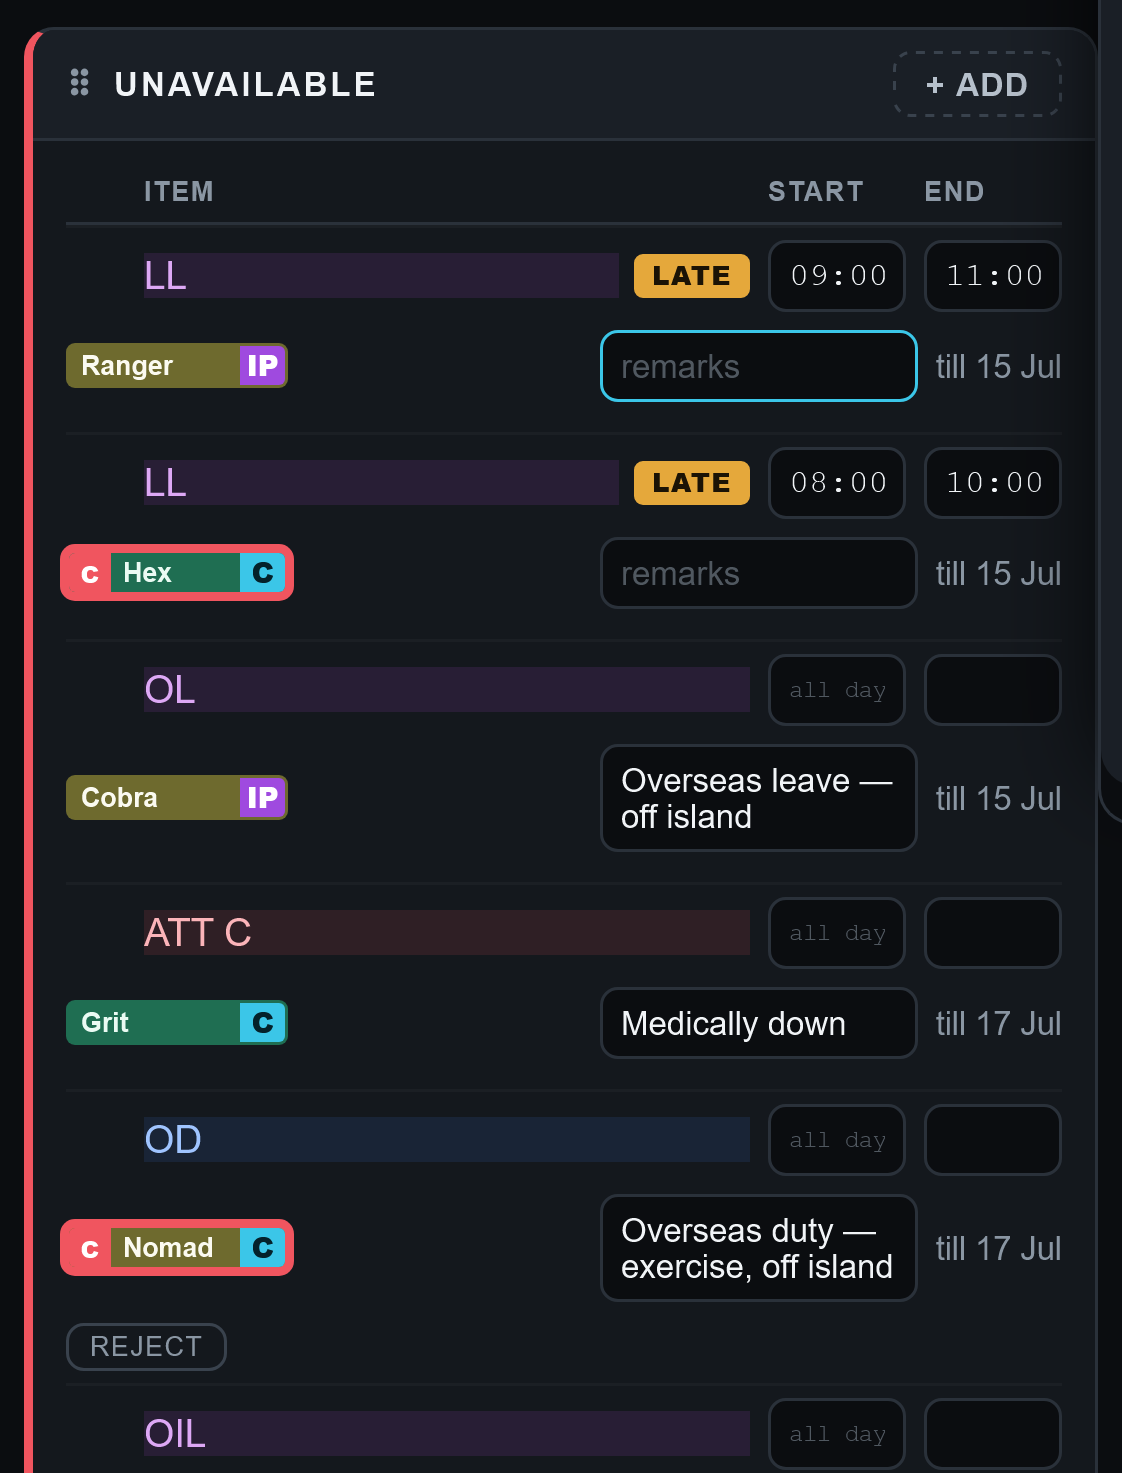 UNAVAILABLE
+ ADD
ITEM START END
LL LATE 09:00 11:00
Ranger IP remarks till 15 Jul
LL LATE 08:00 10:00
c Hex C remarks till 15 Jul
OL all day
Cobra IP Overseas leave —
off island till 15 Jul
ATT C all day
Grit C Medically down till 17 Jul
OD all day
c Nomad C Overseas duty —
exercise, off island till 17 Jul
REJECT
OIL all day